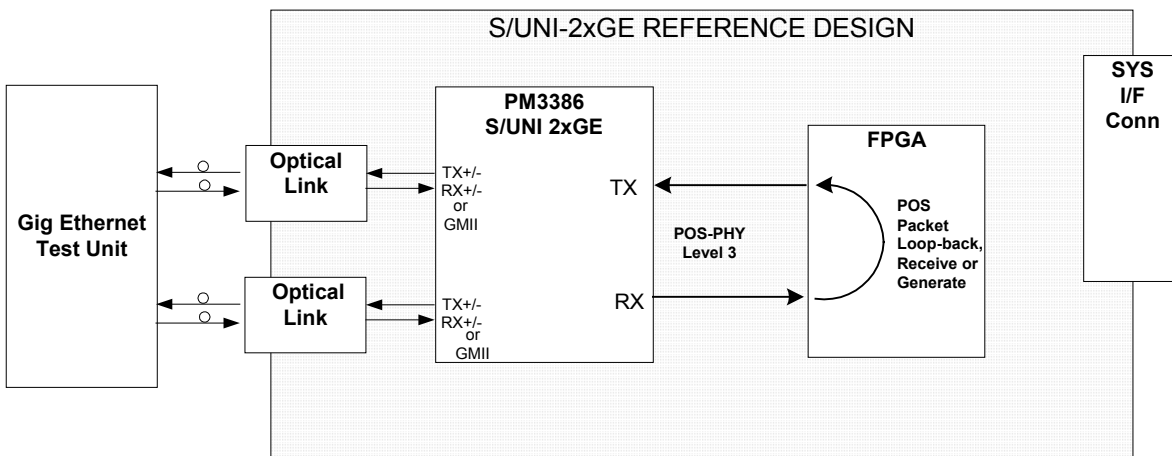 S/UNI-2xGE REFERENCE DESIGN
SYS
I/F
Conn
PM3386
S/UNI 2xGE
FPGA
Optical
Link
TX+/-
RX+/-
or
GMII
TX
Gig Ethernet
Test Unit
POS-PHY
Level 3
POS
Packet
Loop-back,
Receive or
Generate
Optical
Link
TX+/-
RX+/-
or
GMII
RX